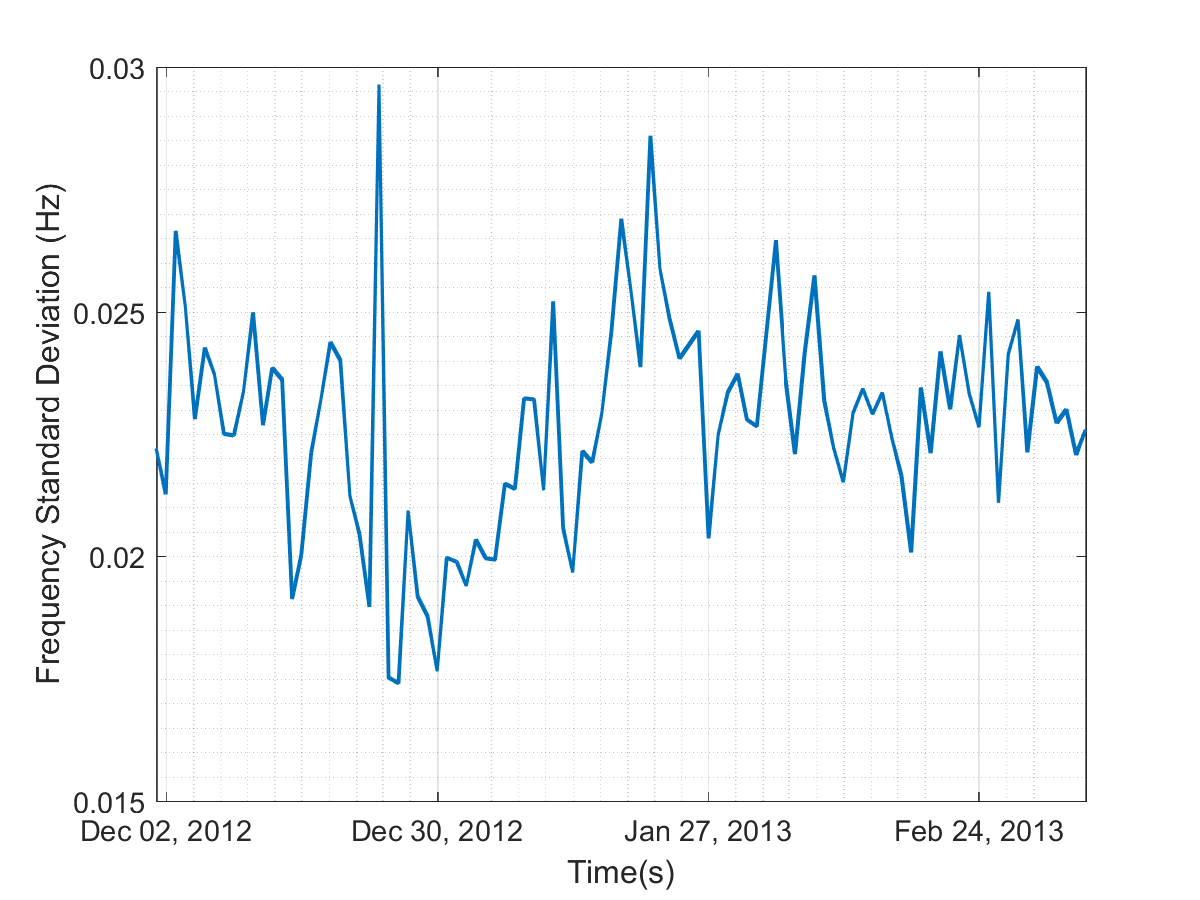 0.03
0.025
0.02
0.015
Frequency Standard Deviation (Hz)
Dec 02, 2012
Dec 30, 2012
Jan 27, 2013
Feb 24, 2013
Time(s)